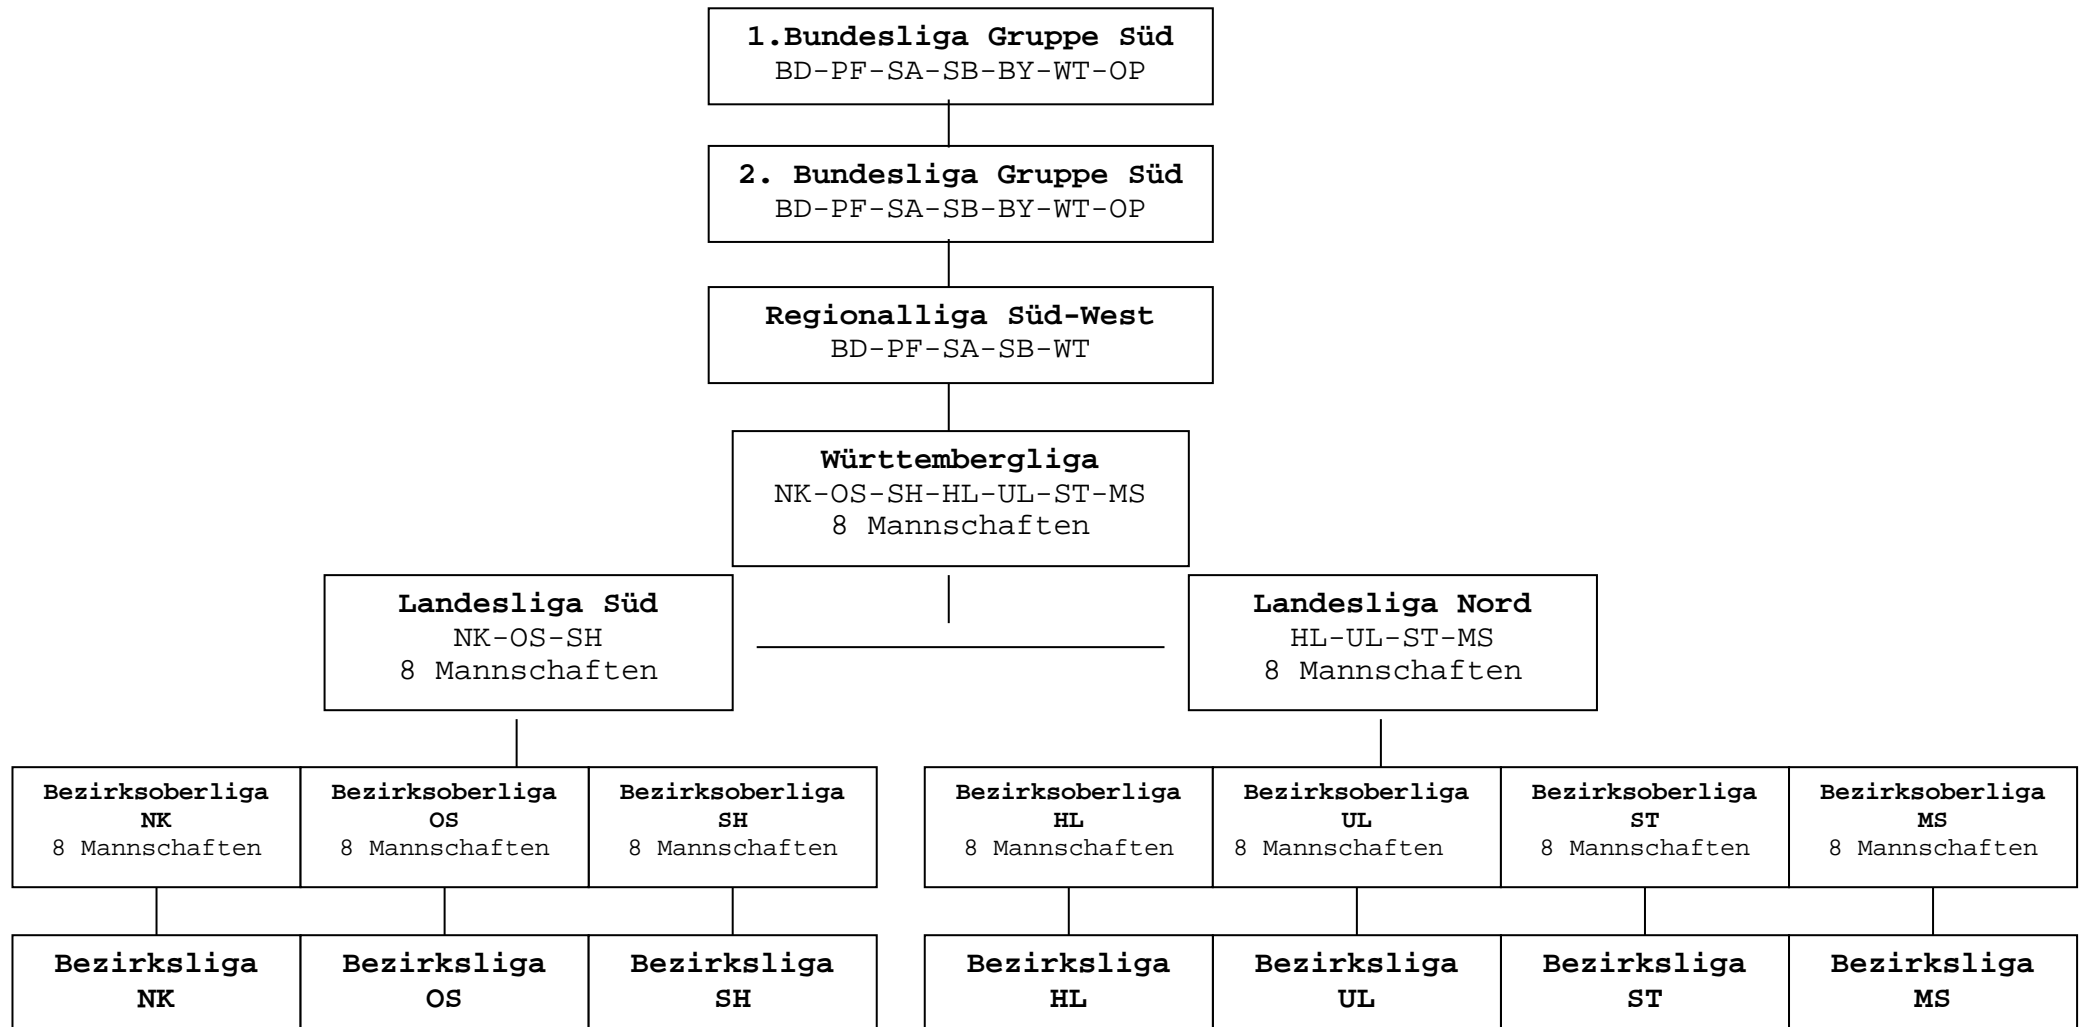 1.Bundesliga Gruppe Süd
BD-PF-SA-SB-BY-WT-OP
2. Bundesliga Gruppe Süd
BD-PF-SA-SB-BY-WT-OP
Regionalliga Süd-West
BD-PF-SA-SB-WT
Württembergliga
NK-OS-SH-HL-UL-ST-MS
8 Mannschaften
Landesliga Süd
NK-OS-SH
8 Mannschaften
Landesliga Nord
HL-UL-ST-MS
8 Mannschaften
Bezirksoberliga
NK
8 Mannschaften
Bezirksoberliga
OS
8 Mannschaften
Bezirksoberliga
SH
8 Mannschaften
Bezirksoberliga
HL
8 Mannschaften
Bezirksoberliga
UL
8 Mannschaften
Bezirksoberliga
ST
8 Mannschaften
Bezirksoberliga
MS
8 Mannschaften
Bezirksliga
NK
Bezirksliga
OS
Bezirksliga
SH
Bezirksliga
HL
Bezirksliga
UL
Bezirksliga
ST
Bezirksliga
MS